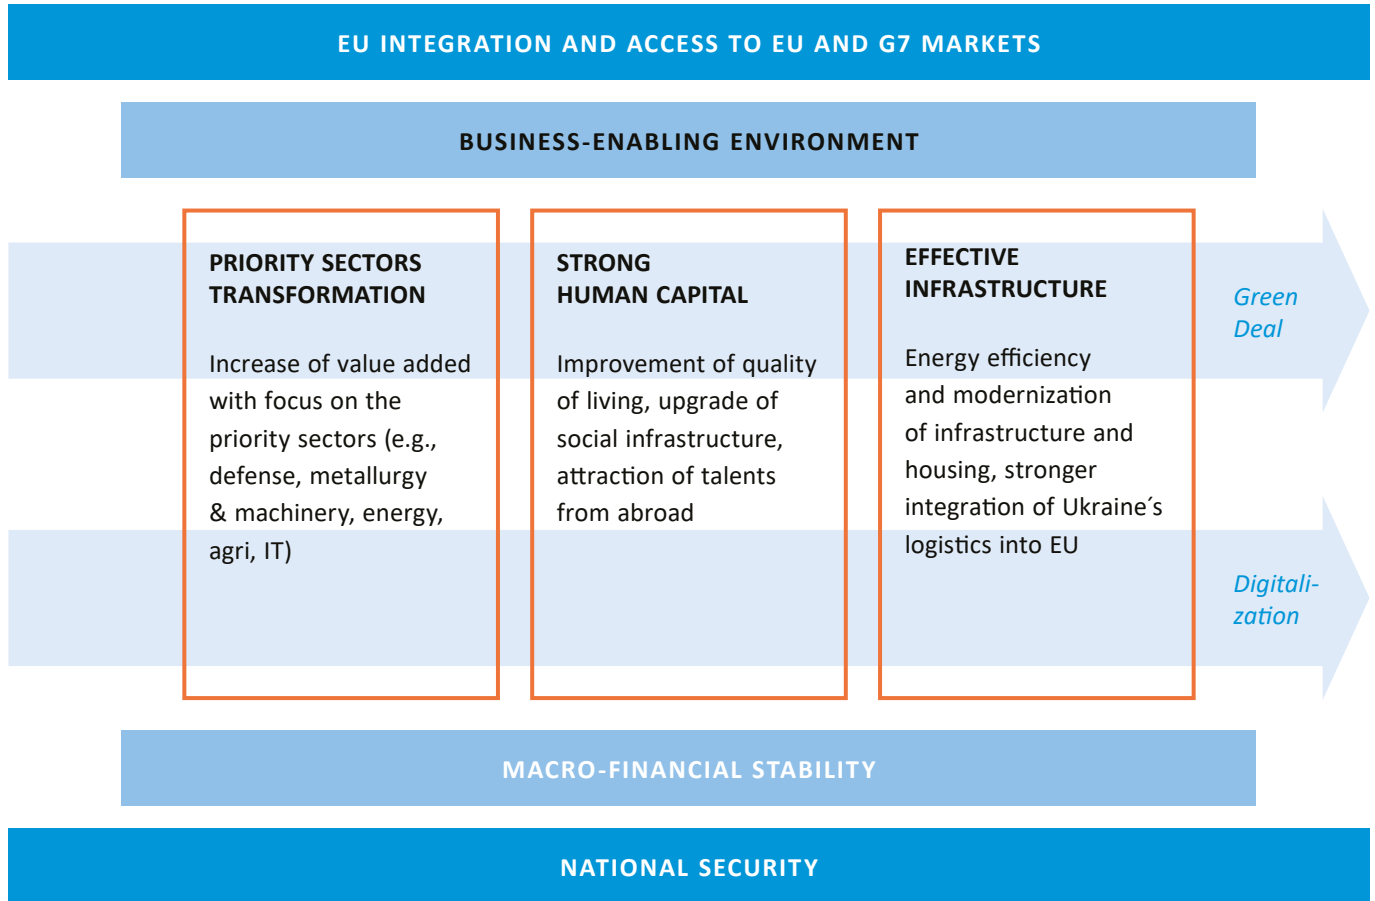 EU INTEGRATION AND ACCESS TO EU AND G7 MARKETS
BUSINESS-ENABLING ENVIRONMENT
PRIORITY SECTORS
TRANSFORMATION
Increase of value added
with focus on the
priority sectors (e.g.,
defense, metallurgy
& machinery, energy,
agri, IT)
STRONG
HUMAN CAPITAL
Improvement of quality
of living, upgrade of
social infrastructure,
attraction of talents
from abroad
EFFECTIVE
INFRASTRUCTURE
Energy efficiency
and modernization
of infrastructure and
housing, stronger
integration of Ukraine´s
logistics into EU
Green
Deal
Digitali-
zation
MACRO-FINANCIAL STABILITY
NATIONAL SECURITY